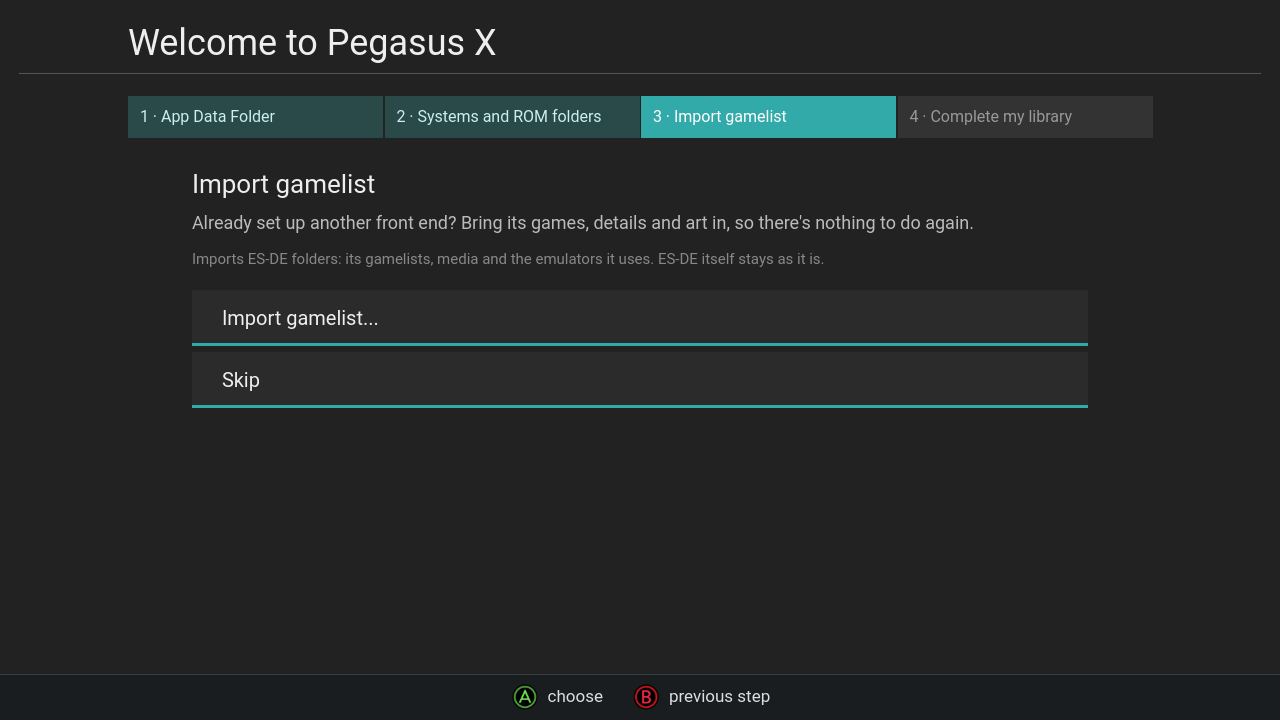 Welcome to Pegasus X
1 · App Data Folder
2 · Systems and ROM folders
3 · Import gamelist
4 · Complete my library
Import gamelist
Already set up another front end? Bring its games, details and art in, so there's nothing to do again.
Imports ES-DE folders: its gamelists, media and the emulators it uses. ES-DE itself stays as it is.
Import gamelist...
Skip
A choose B previous step